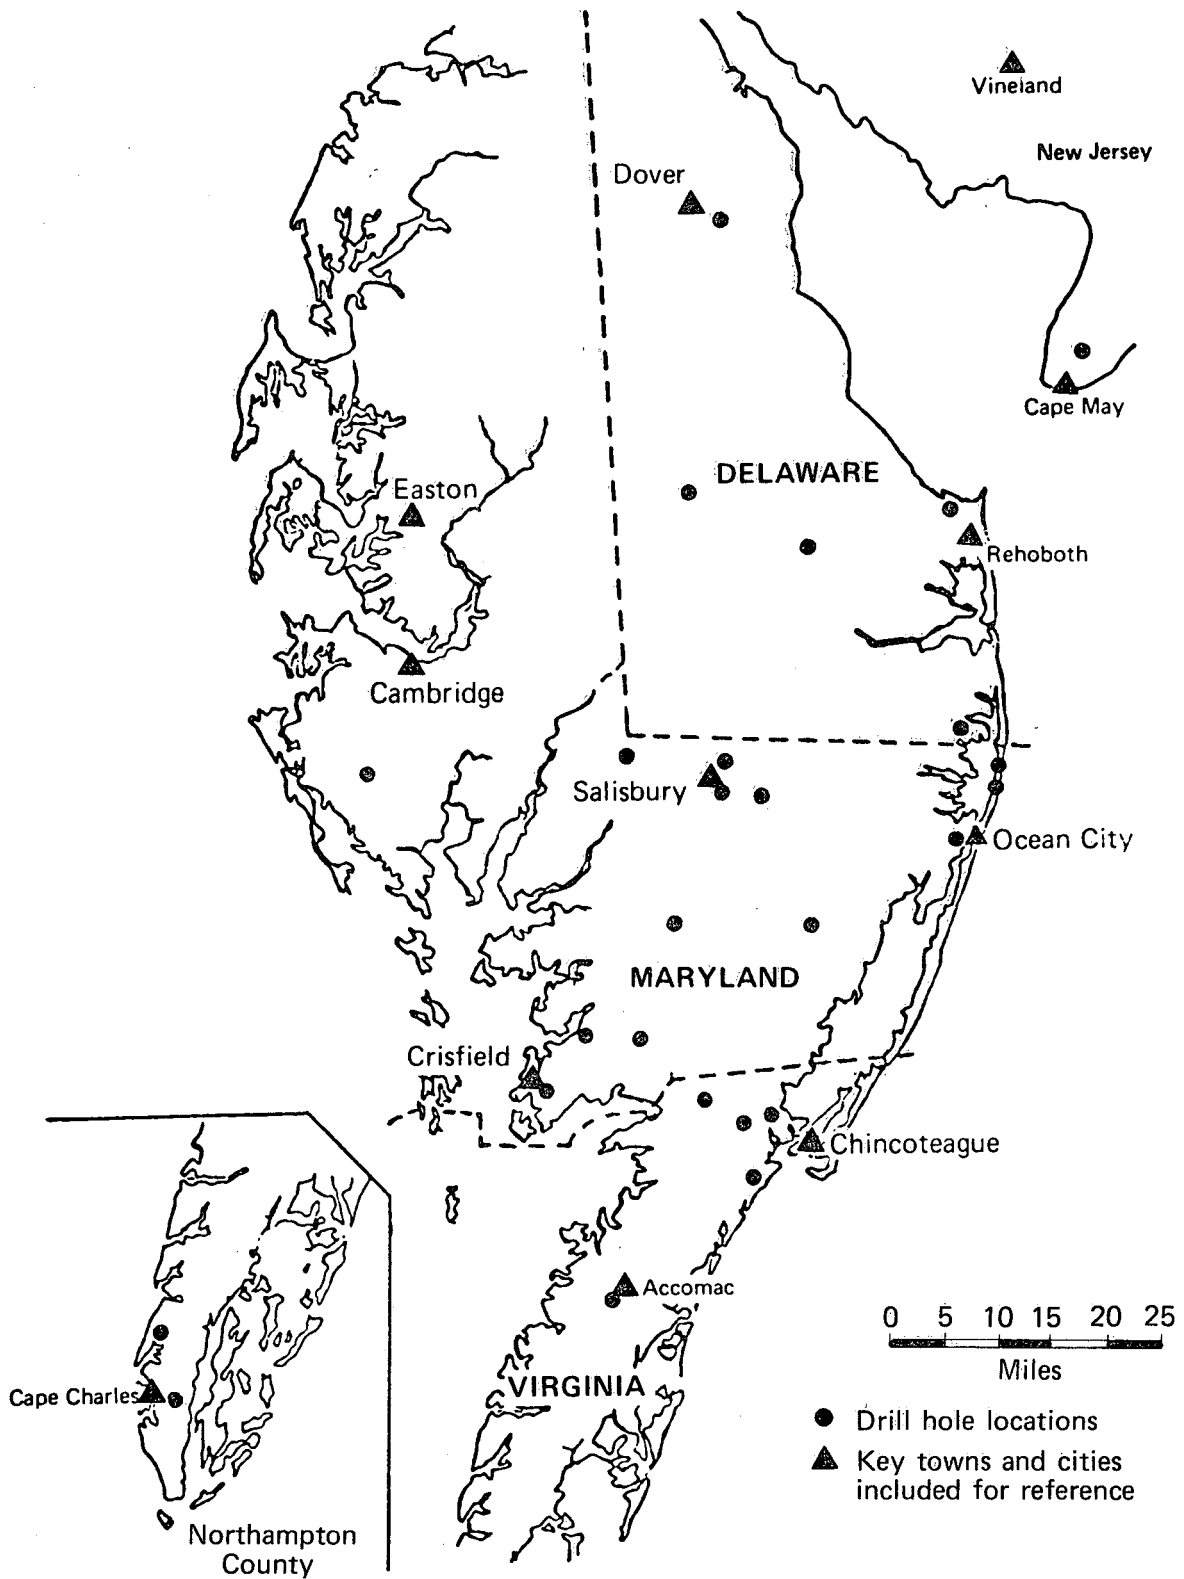 Vineland
New Jersey
Dover
Cape May
DELAWARE
Easton
Rehoboth
Cambridge
Salisbury
Ocean City
MARYLAND
Crisfield
Chincoteague
Accomac
0 5 10 15 20 25
Miles
VIRGINIA
Cape Charles
Drill hole locations
Key towns and cities
included for reference
Northampton
County